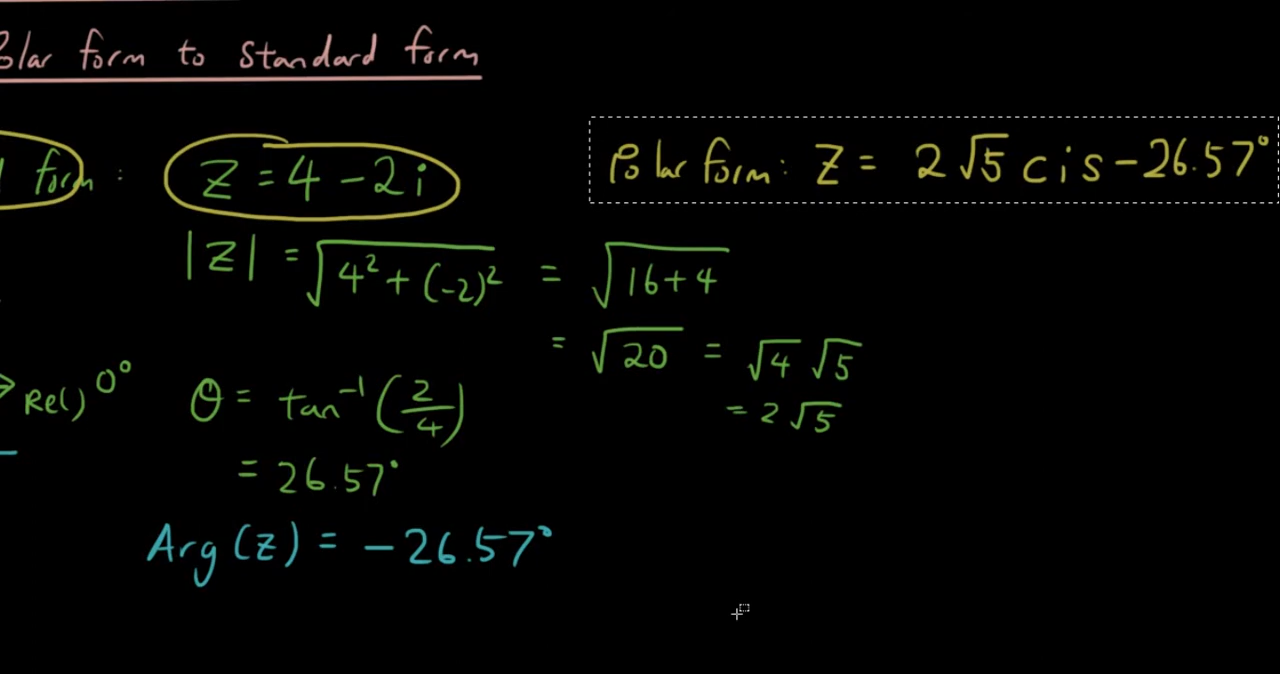 Polar form to standard form
form : Z = 4 - 2i
Polar form: Z = 2√5 cis -26.57°
|Z| = √(4² + (-2)²) = √(16+4)
= √20 = √4 √5
= 2√5
Re() 0°
θ = tan⁻¹(2/4)
= 26.57°
Arg(z) = -26.57°